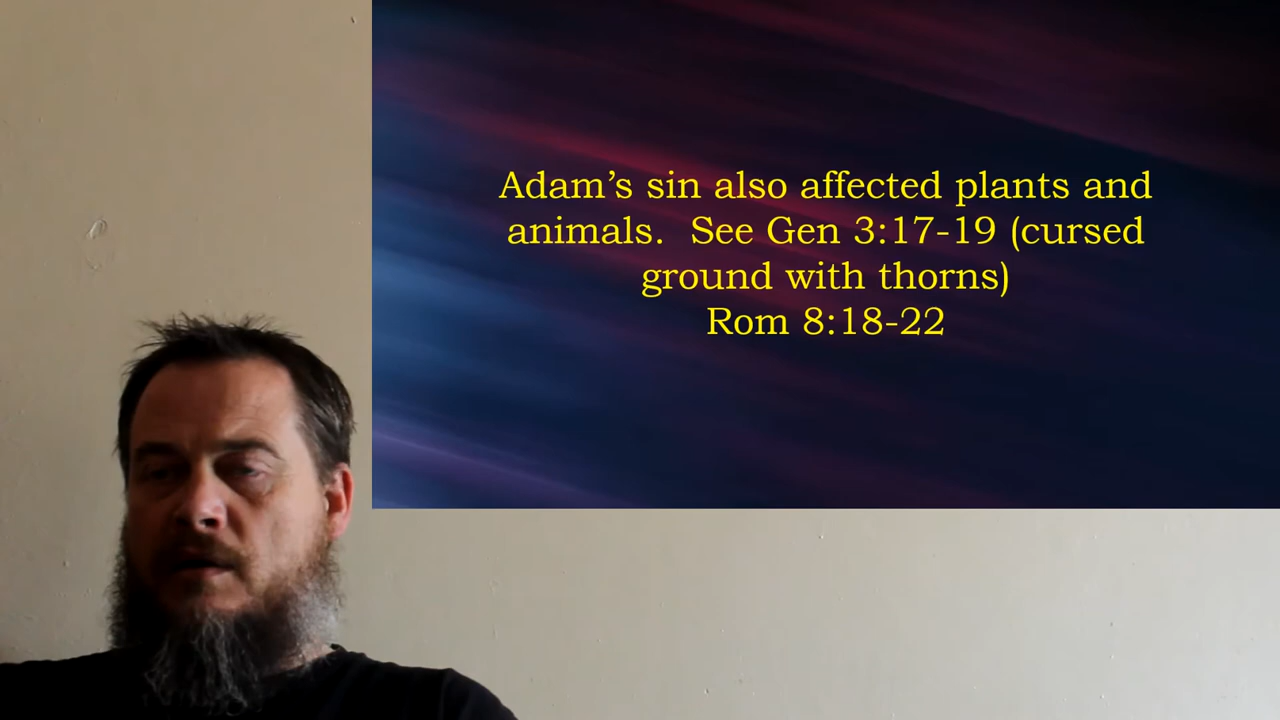 Adam’s sin also affected plants and
animals.  See Gen 3:17-19 (cursed
ground with thorns)
Rom 8:18-22